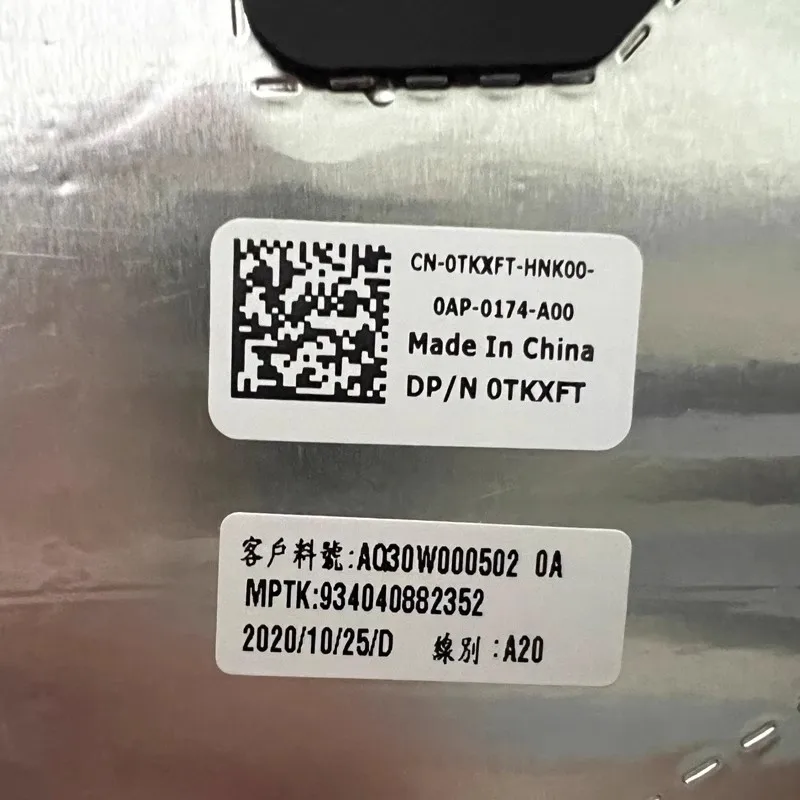 CN-0TKXFT-HNK00-
0AP-0174-A00
Made In China
DP/N 0TKXFT
客戶料號:AQ30W000502 0A
MPTK:934040882352
2020/10/25/D 線別:A20